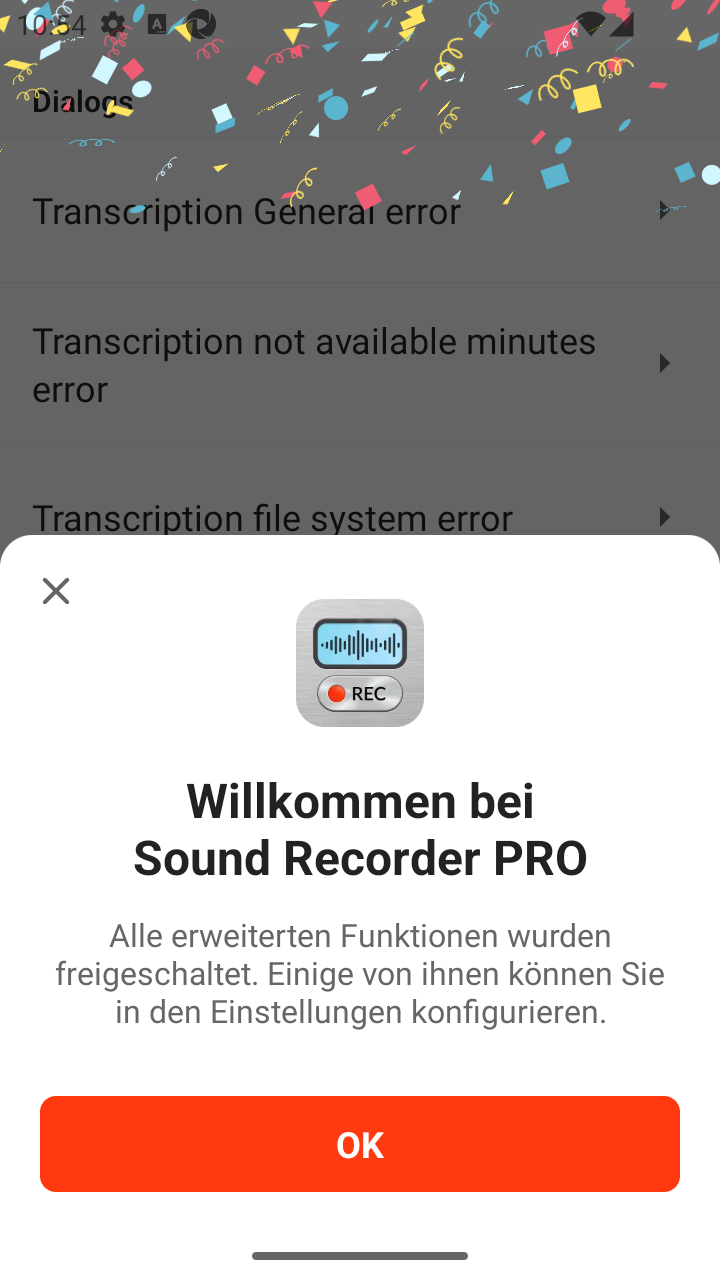 10:54
Dialogs
Transcription General error
Transcription not available minutes
error
Transcription file system error
REC
Willkommen bei
Sound Recorder PRO
Alle erweiterten Funktionen wurden
freigeschaltet. Einige von ihnen können Sie
in den Einstellungen konfigurieren.
OK